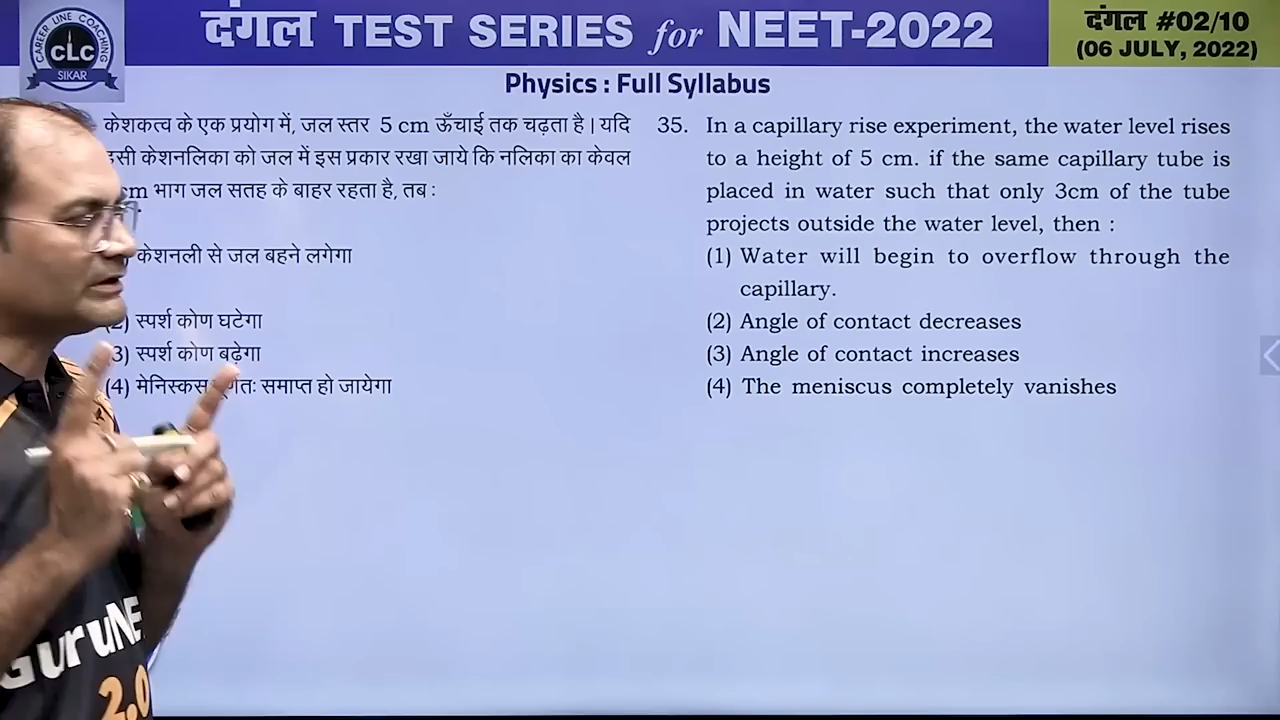 दंगल TEST SERIES for NEET-2022
दंगल #02/10
(06 JULY, 2022)
CAREER LINE COACHING
CLC
SIKAR
Physics : Full Syllabus
केशकत्व के एक प्रयोग में, जल स्तर 5 cm ऊँचाई तक चढ़ता है। यदि
केशनलिका को जल में इस प्रकार रखा जाये कि नलिका का केवल
cm भाग जल सतह के बाहर रहता है, तब :
केशनली से जल बहने लगेगा
(2) स्पर्श कोण घटेगा
3) स्पर्श कोण बढ़ेगा
(4) मेनिस्कस समाप्त हो जायेगा
35. In a capillary rise experiment, the water level rises
to a height of 5 cm. if the same capillary tube is
placed in water such that only 3cm of the tube
projects outside the water level, then :
(1) Water will begin to overflow through the
capillary.
(2) Angle of contact decreases
(3) Angle of contact increases
(4) The meniscus completely vanishes
GuruNE
2.0